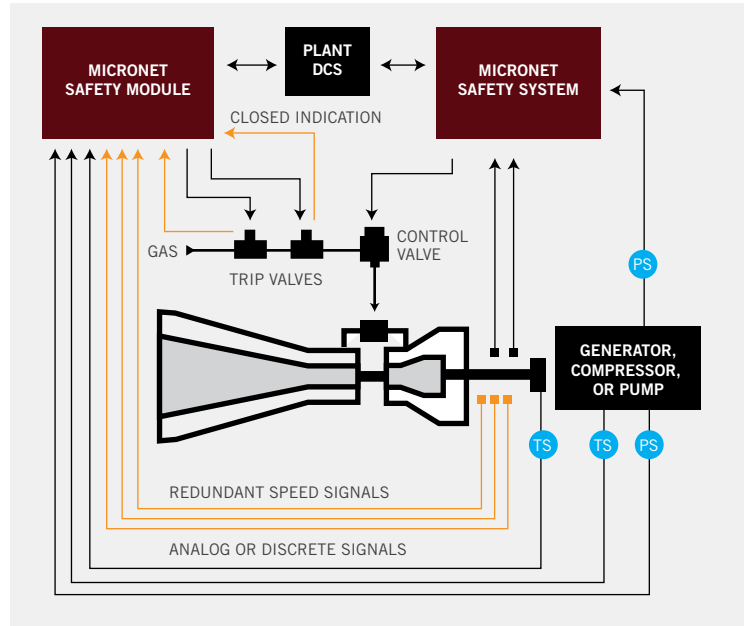 MICRONET
SAFETY MODULE
PLANT
DCS
MICRONET
SAFETY SYSTEM
CLOSED INDICATION
GAS
TRIP VALVES
CONTROL
VALVE
PS
GENERATOR,
COMPRESSOR,
OR PUMP
TS
TS
PS
REDUNDANT SPEED SIGNALS
ANALOG OR DISCRETE SIGNALS